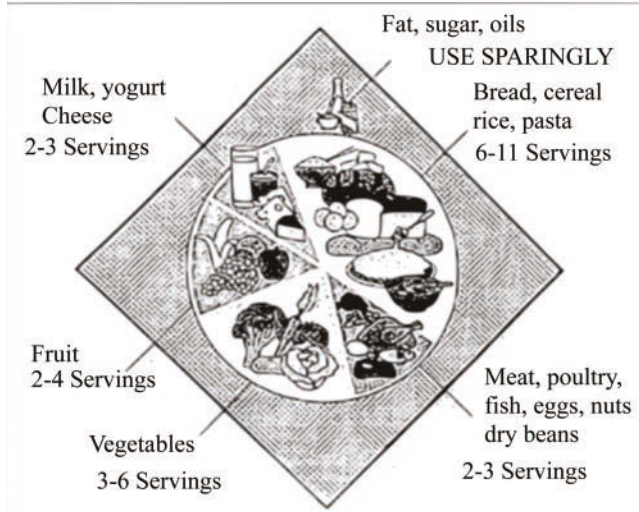 Fat, sugar, oils
USE SPARINGLY
Milk, yogurt
Cheese
2-3 Servings
Bread, cereal
rice, pasta
6-11 Servings
Fruit
2-4 Servings
Vegetables
3-6 Servings
Meat, poultry,
fish, eggs, nuts
dry beans
2-3 Servings